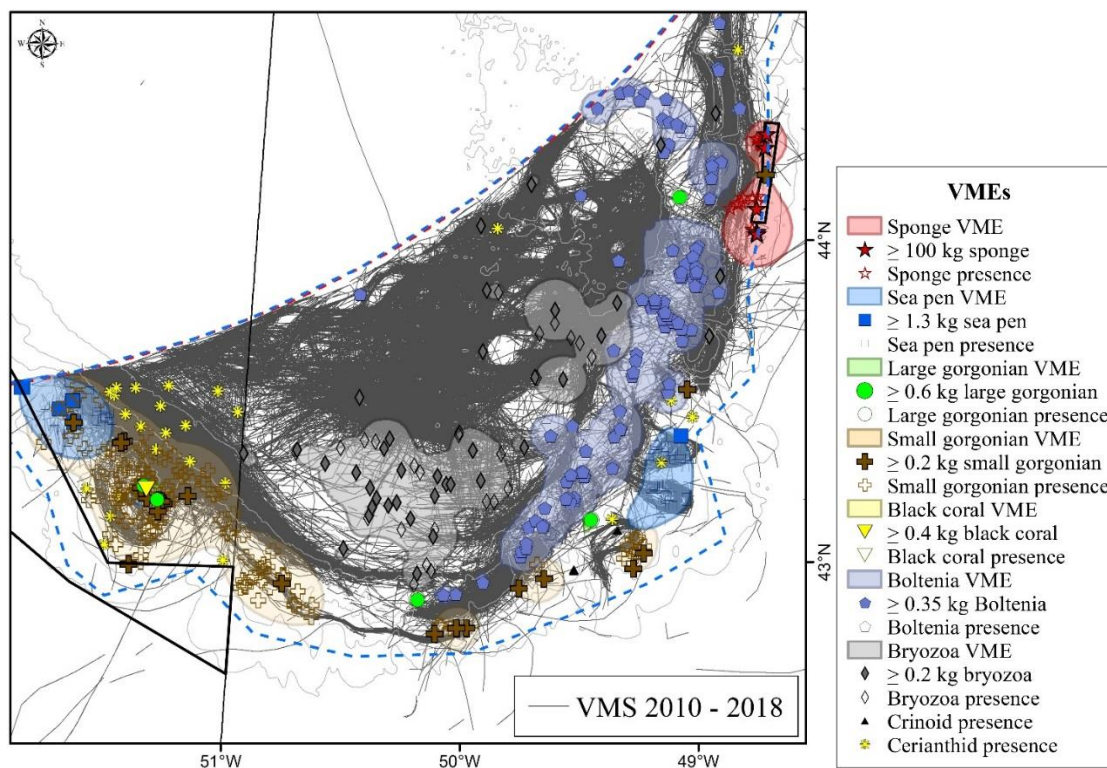 N
W E
S
44°N
43°N
51°W
50°W
49°W
VMS 2010 - 2018
VMEs
Sponge VME
≥ 100 kg sponge
Sponge presence
Sea pen VME
≥ 1.3 kg sea pen
Sea pen presence
Large gorgonian VME
≥ 0.6 kg large gorgonian
Large gorgonian presence
Small gorgonian VME
≥ 0.2 kg small gorgonian
Small gorgonian presence
Black coral VME
≥ 0.4 kg black coral
Black coral presence
Boltenia VME
≥ 0.35 kg Boltenia
Boltenia presence
Bryozoa VME
≥ 0.2 kg bryozoa
Bryozoa presence
Crinoid presence
Cerianthid presence